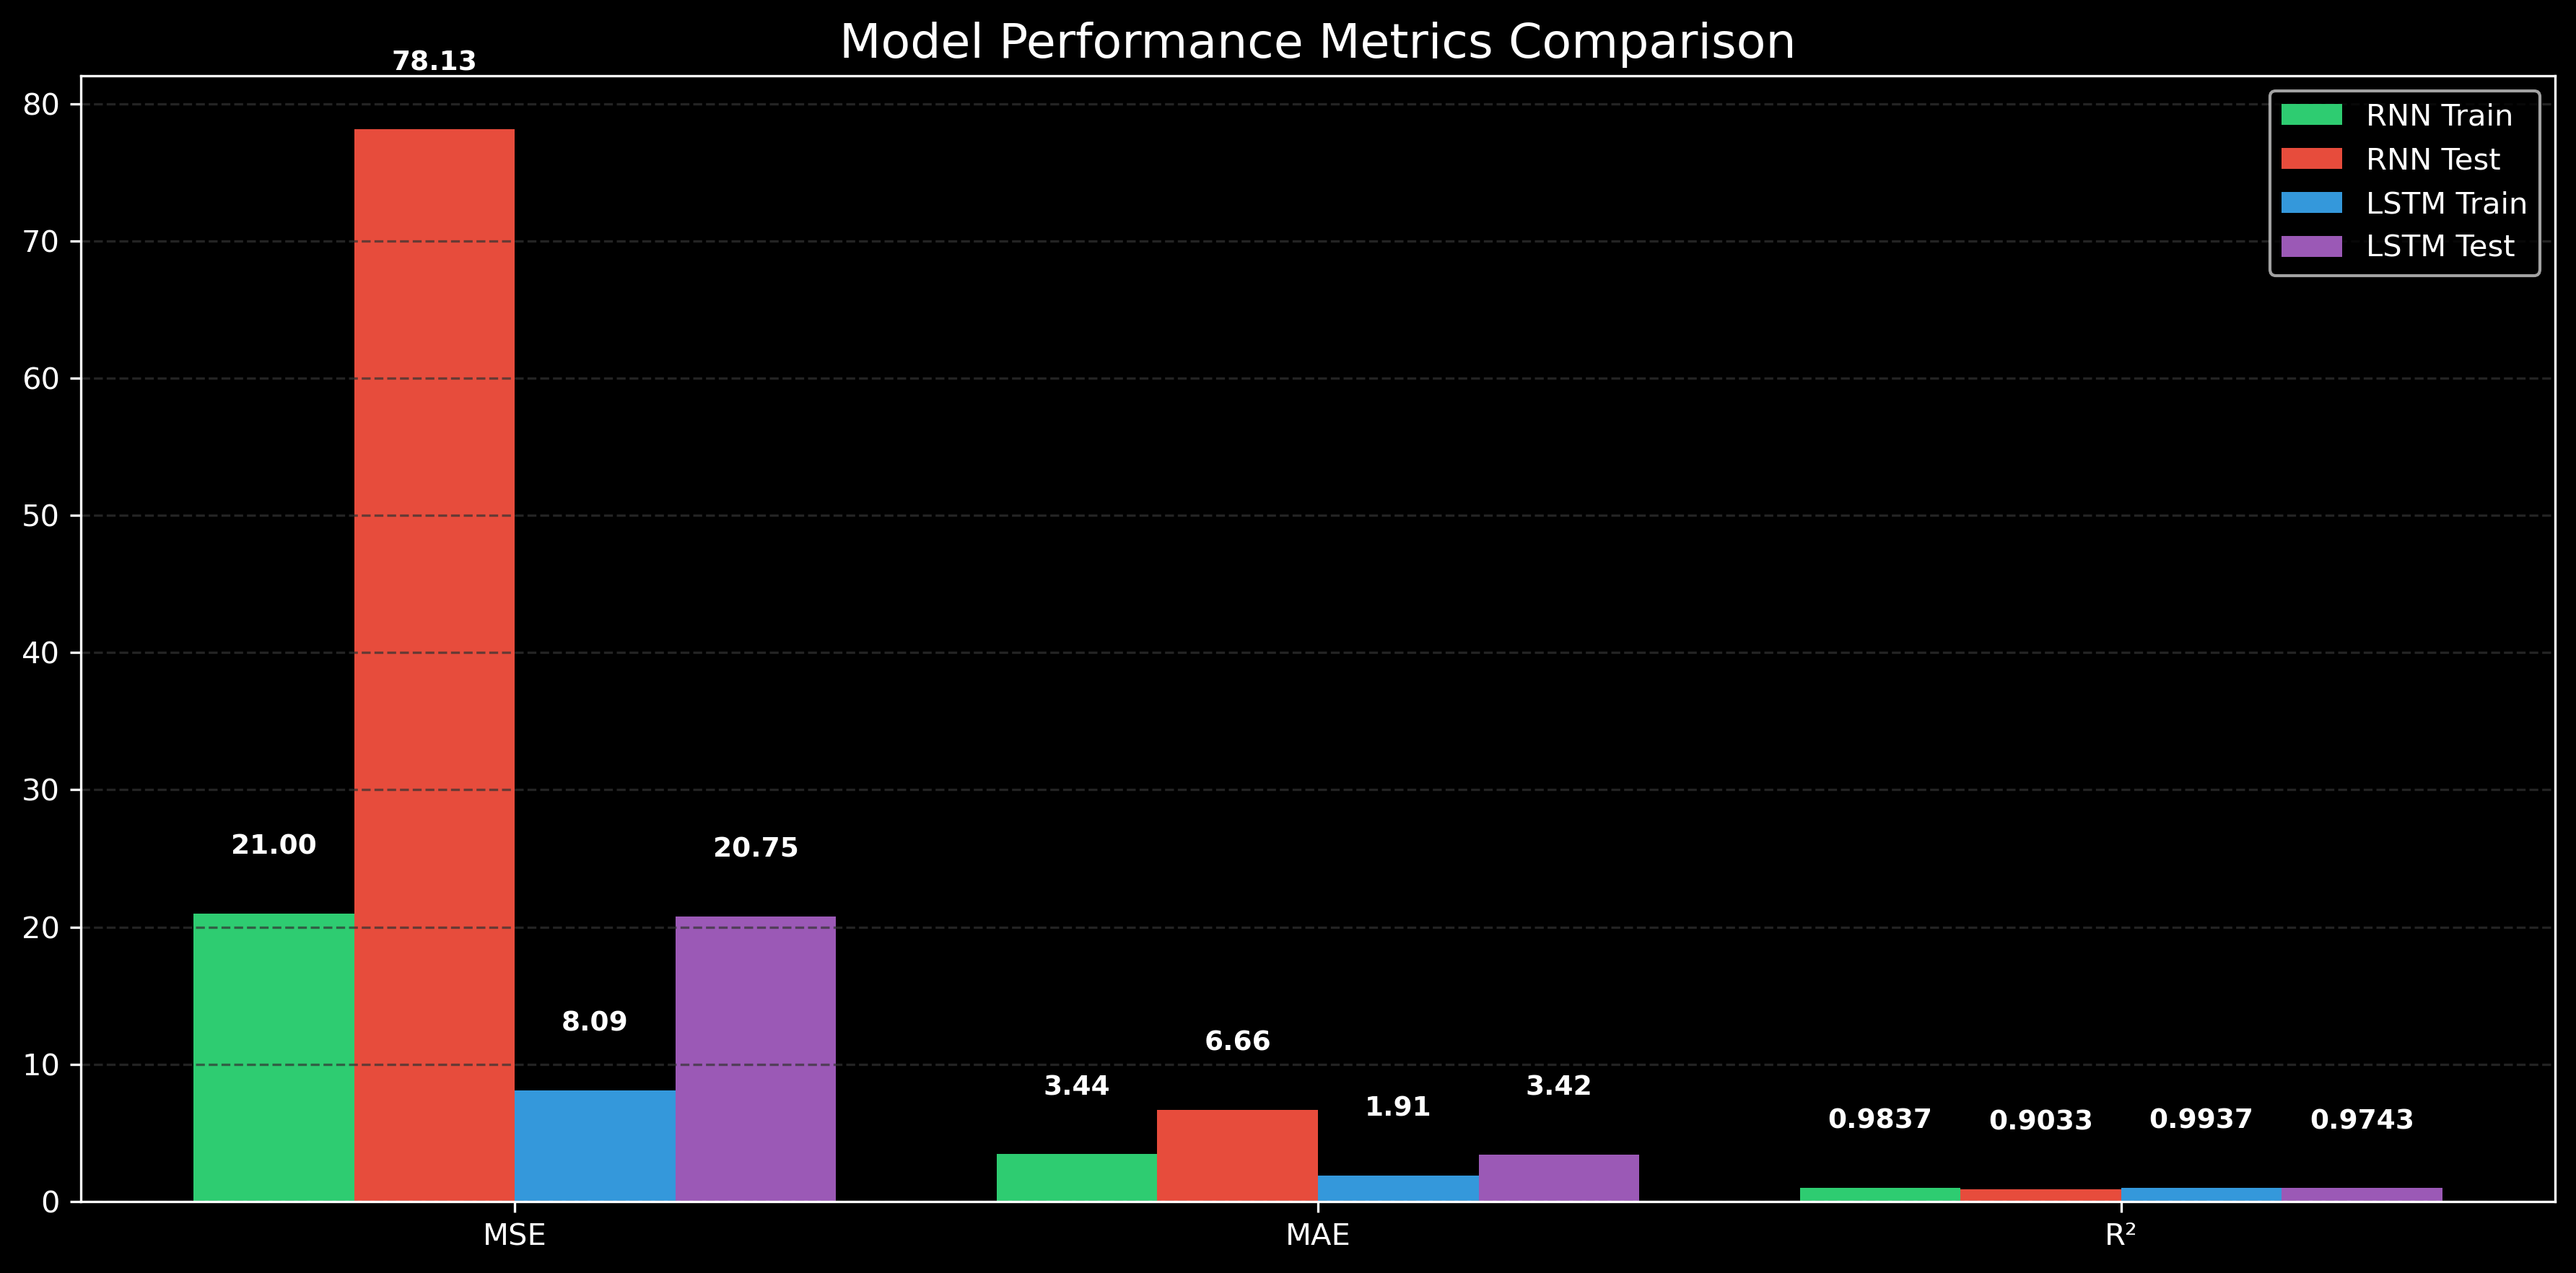 Model Performance Metrics Comparison
78.13
80
70
60
50
40
30
20
10
0
RNN Train
RNN Test
LSTM Train
LSTM Test
21.00
20.75
8.09
6.66
3.44
1.91
3.42
0.9837
0.9033
0.9937
0.9743
MSE
MAE
R²